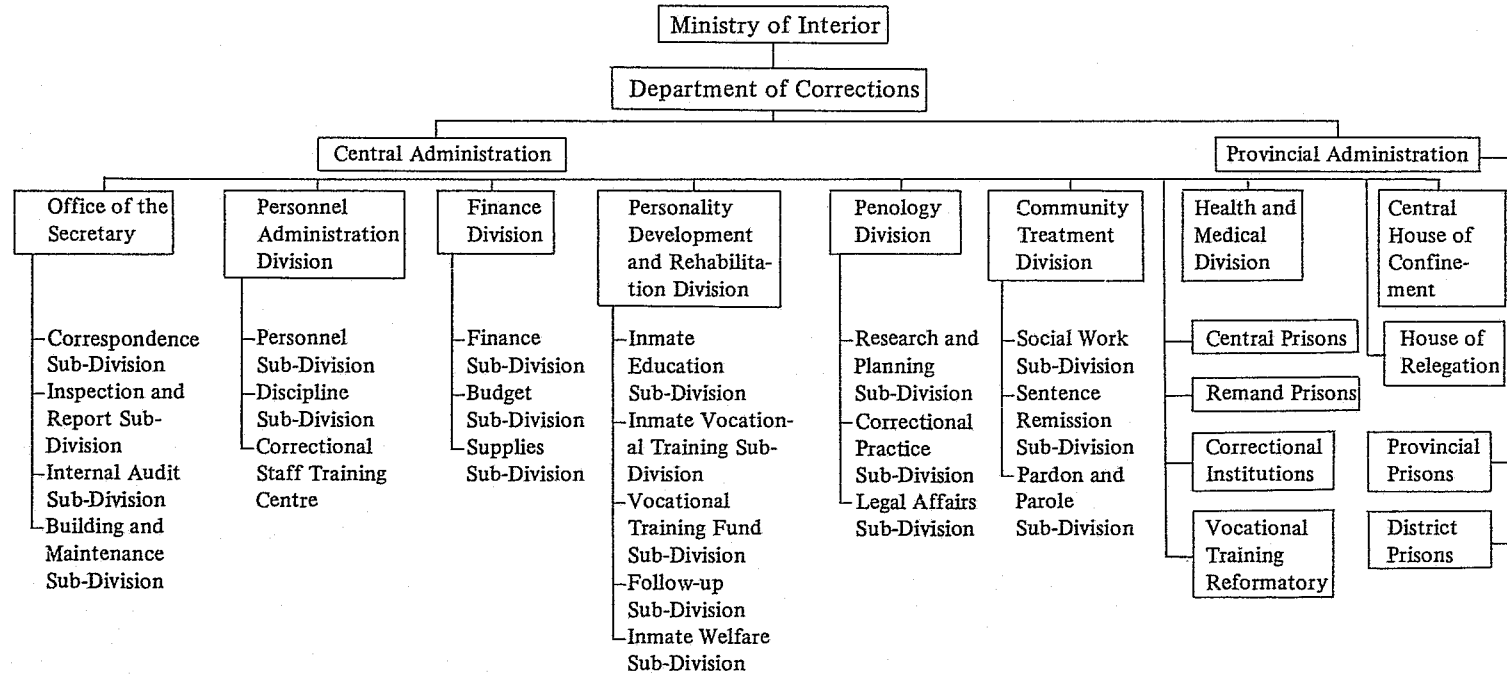 Ministry of Interior
Department of Corrections
Central Administration
Provincial Administration
Office of the
Secretary
Correspondence
Sub-Division
Inspection and
Report Sub-
Division
Internal Audit
Sub-Division
Building and
Maintenance
Sub-Division
Personnel
Administration
Division
Personnel
Sub-Division
Discipline
Sub-Division
Correctional
Staff Training
Centre
Finance
Division
Finance
Sub-Division
Budget
Sub-Division
Supplies
Sub-Division
Personality
Development
and Rehabilita-
tion Division
Inmate
Education
Sub-Division
Inmate Vocation-
al Training Sub-
Division
Vocational
Training Fund
Sub-Division
Follow-up
Sub-Division
Inmate Welfare
Sub-Division
Penology
Division
Research and
Planning
Sub-Division
Correctional
Practice
Sub-Division
Legal Affairs
Sub-Division
Community
Treatment
Division
Social Work
Sub-Division
Sentence
Remission
Sub-Division
Pardon and
Parole
Sub-Division
Health and
Medical
Division
Central Prisons
Remand Prisons
Correctional
Institutions
Vocational
Training
Reformatory
Central
House of
Confine-
ment
House of
Relegation
Provincial
Prisons
District
Prisons